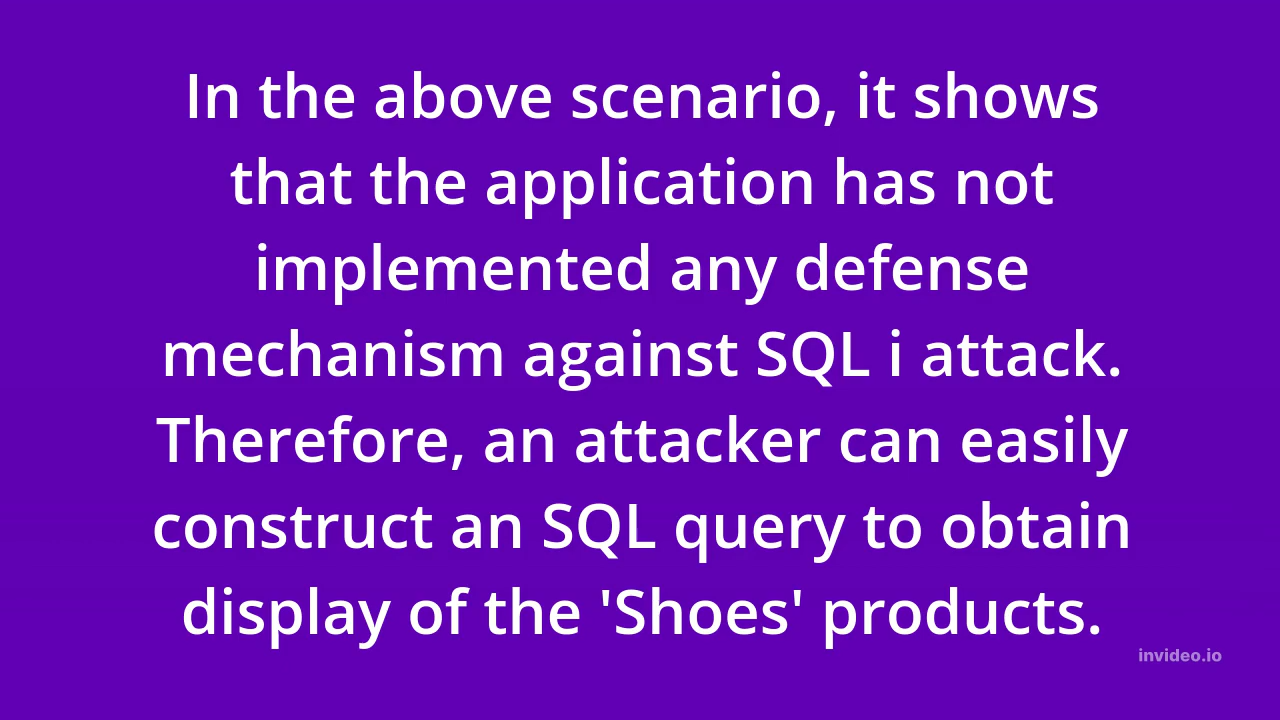 In the above scenario, it shows
that the application has not
implemented any defense
mechanism against SQL i attack.
Therefore, an attacker can easily
construct an SQL query to obtain
display of the 'Shoes' products.
invideo.io